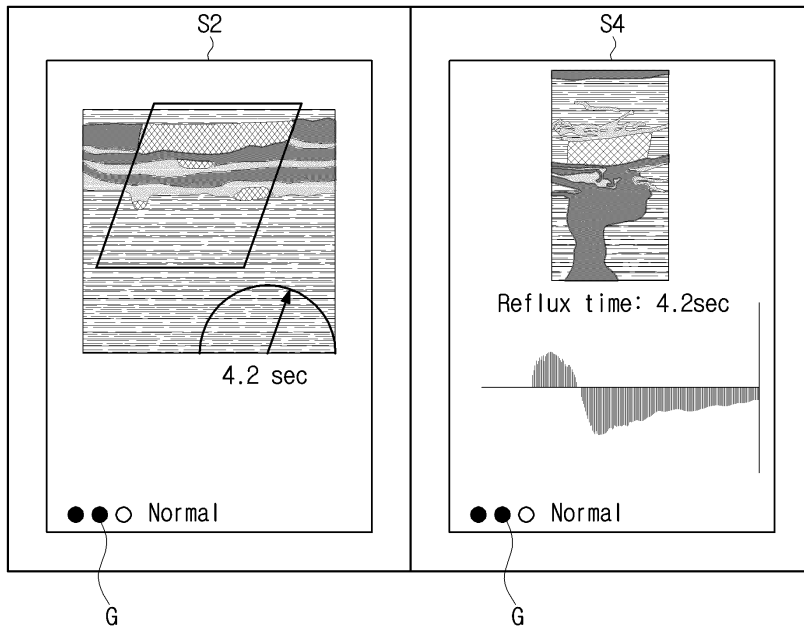 S2
S4
4.2 sec
Reflux time: 4.2sec
Normal
Normal
G
G